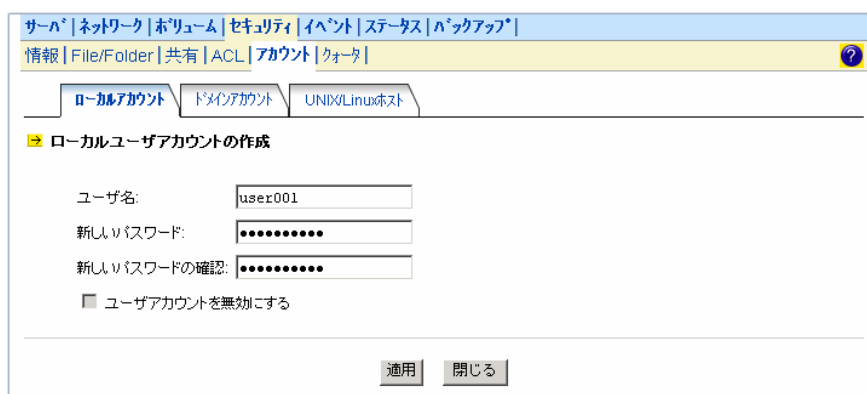 サーバ|ネットワーク|ボリューム|セキュリティ|イベント|ステータス|バックアップ|
情報|File/Folder|共有|ACL|アカウント|クォータ| ?
ローカルアカウント ドメインアカウント UNIX/Linuxホスト
ローカルユーザアカウントの作成
ユーザ名: user001
新しいパスワード: ●●●●●●●●●●
新しいパスワードの確認: ●●●●●●●●●●
ユーザアカウントを無効にする
適用 閉じる